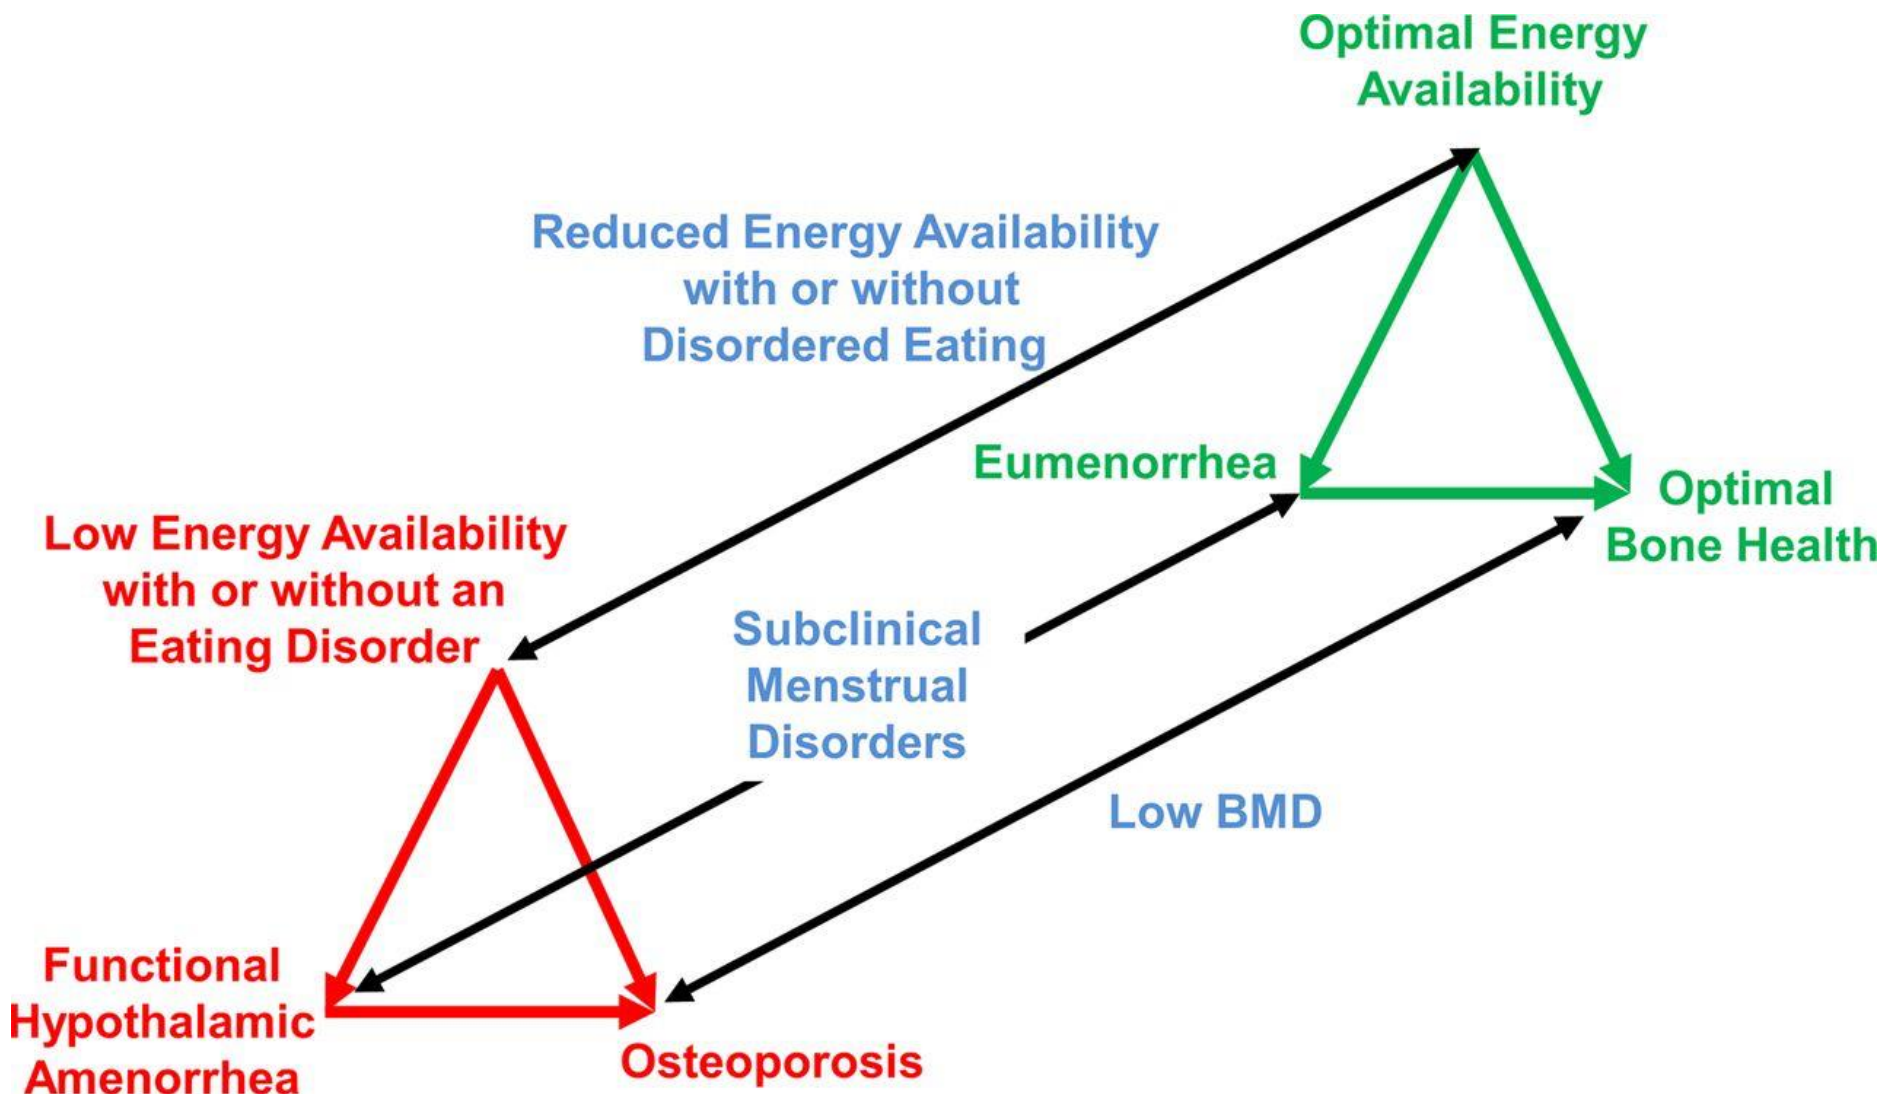 Optimal Energy
Availability
Reduced Energy Availability
with or without
Disordered Eating
Eumenorrhea
Optimal
Bone Health
Low Energy Availability
with or without an
Eating Disorder
Subclinical
Menstrual
Disorders
Low BMD
Functional
Hypothalamic
Amenorrhea
Osteoporosis